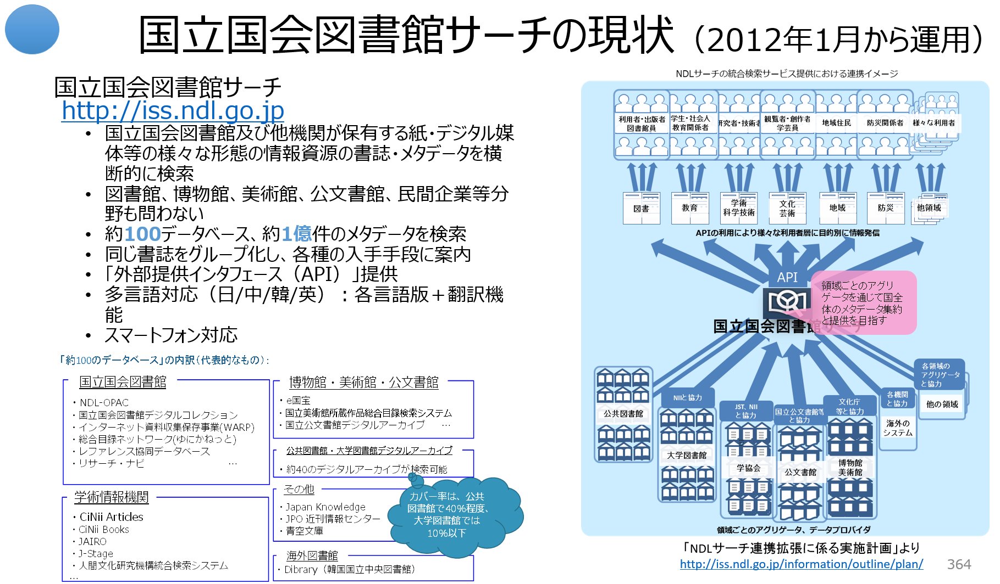 国立国会図書館サーチの現状（2012年1月から運用）
国立国会図書館サーチ
http://iss.ndl.go.jp
• 国立国会図書館及び他機関が保有する紙・デジタル媒
体等の様々な形態の情報資源の書誌・メタデータを横
断的に検索
• 図書館、博物館、美術館、公文書館、民間企業等分
野も問わない
• 約100データベース、約1億件のメタデータを検索
• 同じ書誌をグループ化し、各種の入手手段に案内
• 「外部提供インタフェース（API）」提供
• 多言語対応（日/中/韓/英）：各言語版＋翻訳機
能
• スマートフォン対応
「約100のデータベース」の内訳（代表的なもの）：
国立国会図書館
・NDL-OPAC
・国立国会図書館デジタルコレクション
・インターネット資料収集保存事業(WARP)
・総合目録ネットワーク(ゆにかねっと)
・レファレンス協同データベース
・リサーチ・ナビ …
学術情報機関
・CiNii Articles
・CiNii Books
・JAIRO
・J-Stage
・人間文化研究機構統合検索システム
…
博物館・美術館・公文書館
・e国宝
・国立美術館所蔵作品総合目録検索システム
・国立公文書館デジタルアーカイブ …
公共図書館・大学図書館デジタルアーカイブ
・約40のデジタルアーカイブが検索可能
その他
・Japan Knowledge
・JPO 近刊情報センター
・青空文庫
カバー率は、公共
図書館で40%程度、
大学図書館では
10%以下
海外図書館
・Dibrary（韓国国立中央図書館）
NDLサーチの統合検索サービス提供における連携イメージ
利用者・出版者
図書館員
学生・社会人
教育関係者
研究者・技術者
観覧者・創作者
学芸員
地域住民
防災関係者
様々な利用者
図書
教育
学術
科学技術
文化
芸術
地域
防災
他領域
APIの利用により様々な利用者層に目的別に情報発信
API
領域ごとのアグリ
ゲータを通じて国全
体のメタデータ集約
と提供を目指す
国立国会図書館サーチ
公共図書館
NIIと協力
大学図書館
JST、NII
と協力
学協会
国立公文書館等
と協力
公文書館
文化庁
等と協力
博物館
美術館
各機関
と協力
海外の
システム
各領域の
アグリゲータ
と協力
他の領域
領域ごとのアグリゲータ、データプロバイダ
「NDLサーチ連携拡張に係る実施計画」より
http://iss.ndl.go.jp/information/outline/plan/
364